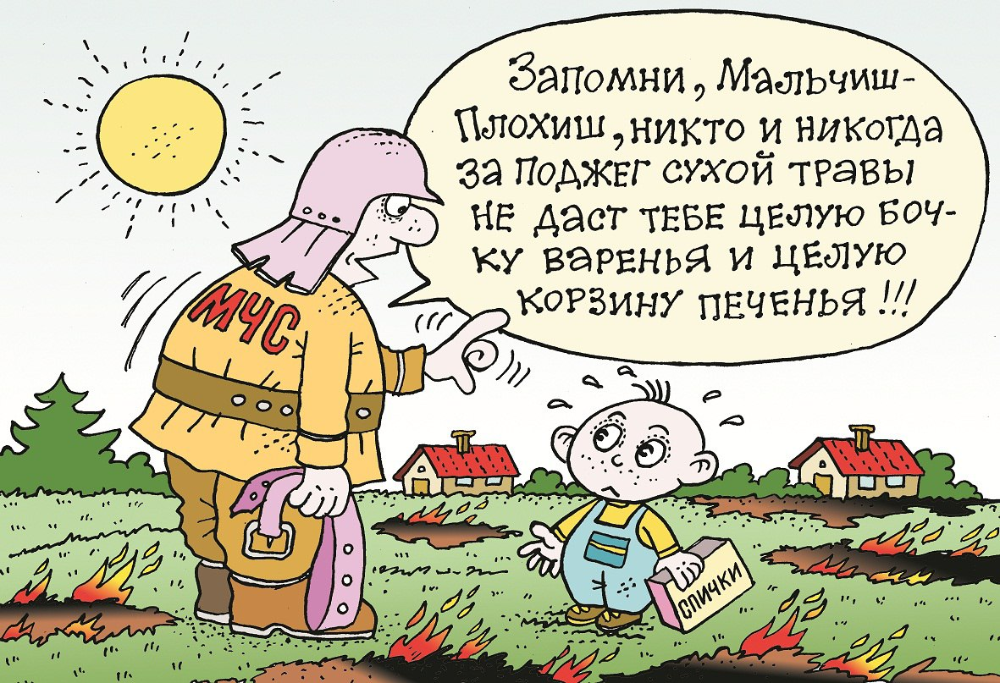 Запомни, Мальчиш-
Плохиш, никто и никогда
за поджег сухой травы
не даст тебе целую боч-
ку варенья и целую
корзину печенья!!!
МЧС
СПИЧКИ